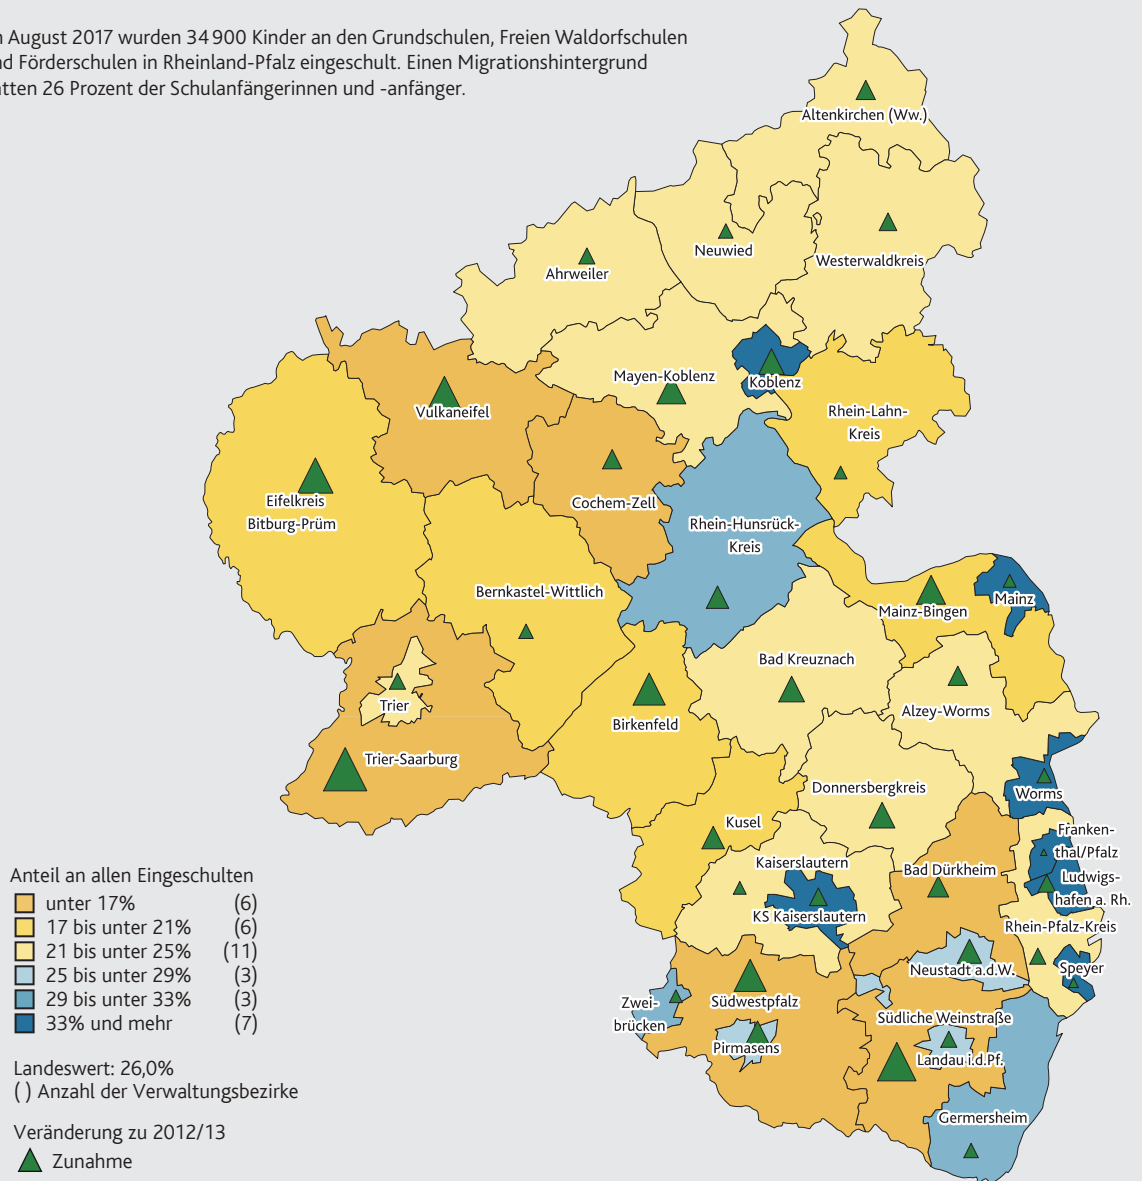 n August 2017 wurden 34 900 Kinder an den Grundschulen, Freien Waldorfschulen
nd Förderschulen in Rheinland-Pfalz eingeschult. Einen Migrationshintergrund
atten 26 Prozent der Schulanfängerinnen und -anfänger.
Altenkirchen (Ww.)
Neuwied
Westerwaldkreis
Ahrweiler
Mayen-Koblenz
Koblenz
Vulkaneifel
Rhein-Lahn-
Kreis
Eifelkreis
Bitburg-Prüm
Cochem-Zell
Rhein-Hunsrück-
Kreis
Bernkastel-Wittlich
Mainz-Bingen
Mainz
Bad Kreuznach
Trier
Birkenfeld
Alzey-Worms
Trier-Saarburg
Donnersbergkreis
Worms
Kusel
Franken-
thal/Pfalz
Kaiserslautern
Bad Dürkheim
Ludwigs-
hafen a. Rh.
KS Kaiserslautern
Rhein-Pfalz-Kreis
Neustadt a.d.W.
Speyer
Zwei-
brücken
Südwestpfalz
Südliche Weinstraße
Pirmasens
Landau i.d.Pf.
Germersheim
Anteil an allen Eingeschulten
unter 17% (6)
17 bis unter 21% (6)
21 bis unter 25% (11)
25 bis unter 29% (3)
29 bis unter 33% (3)
33% und mehr (7)
Landeswert: 26,0%
( ) Anzahl der Verwaltungsbezirke
Veränderung zu 2012/13
Zunahme